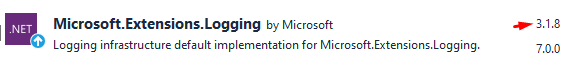 .NET
Microsoft.Extensions.Logging by Microsoft 3.1.8
Logging infrastructure default implementation for Microsoft.Extensions.Logging. 7.0.0